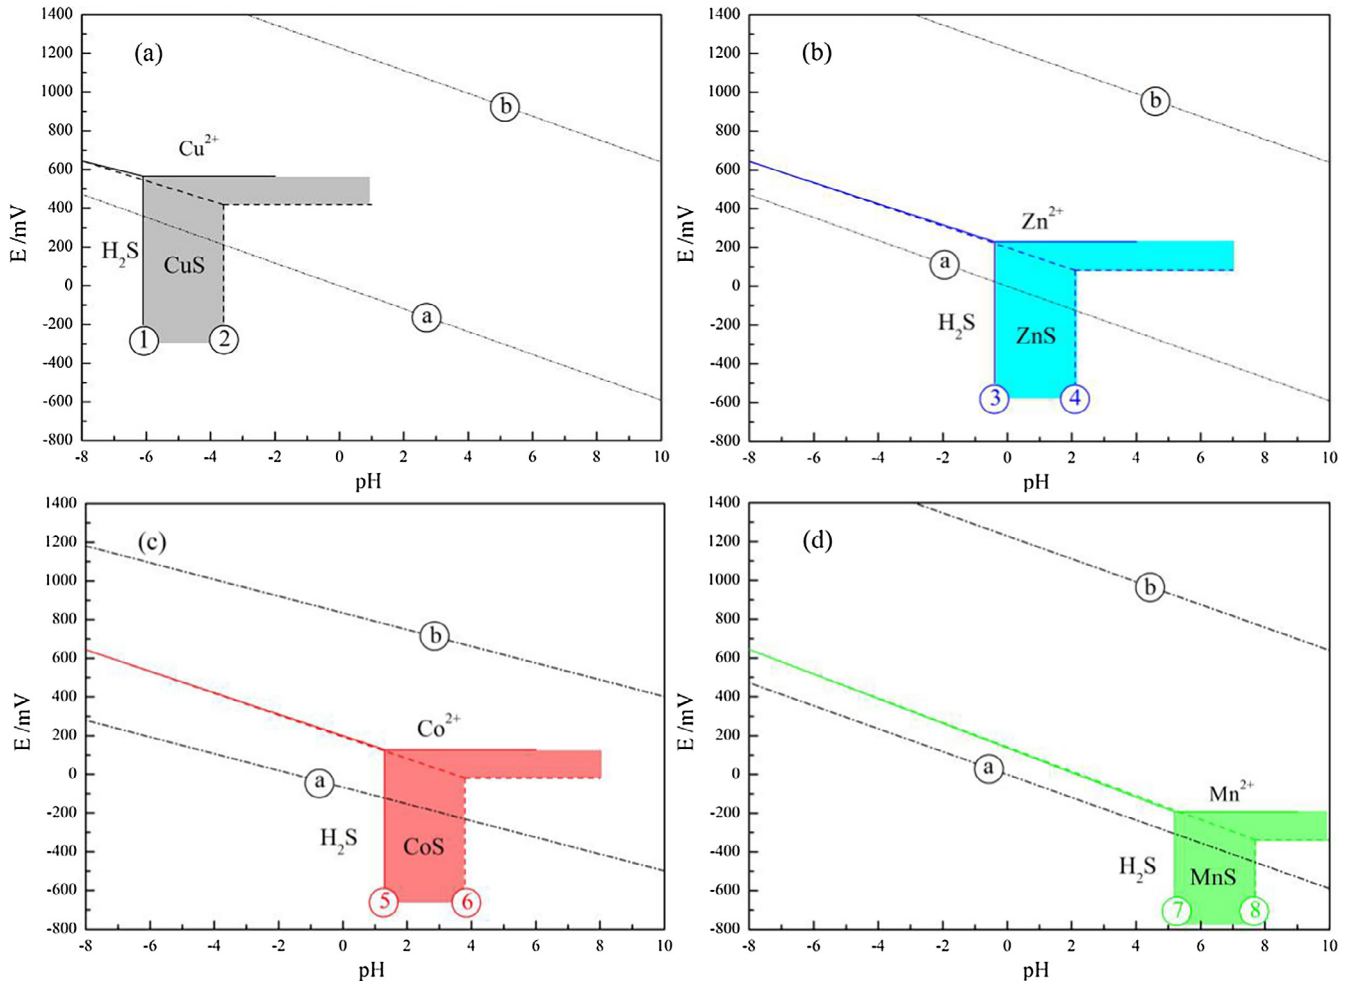 1400
1200
1000
800
600
400
200
0
-200
-400
-600
-800
E /mV
(a)
b
Cu2+
H2S
CuS
a
1
2
-8 -6 -4 -2 0 2 4 6 8 10
pH
1400
1200
1000
800
600
400
200
0
-200
-400
-600
-800
E /mV
(b)
b
Zn2+
a
H2S
ZnS
3
4
-8 -6 -4 -2 0 2 4 6 8 10
pH
1400
1200
1000
800
600
400
200
0
-200
-400
-600
-800
E /mV
(c)
b
Co2+
a
H2S
CoS
5
6
-8 -6 -4 -2 0 2 4 6 8 10
pH
1400
1200
1000
800
600
400
200
0
-200
-400
-600
-800
E /mV
(d)
b
a
Mn2+
H2S
MnS
7
8
-8 -6 -4 -2 0 2 4 6 8 10
pH